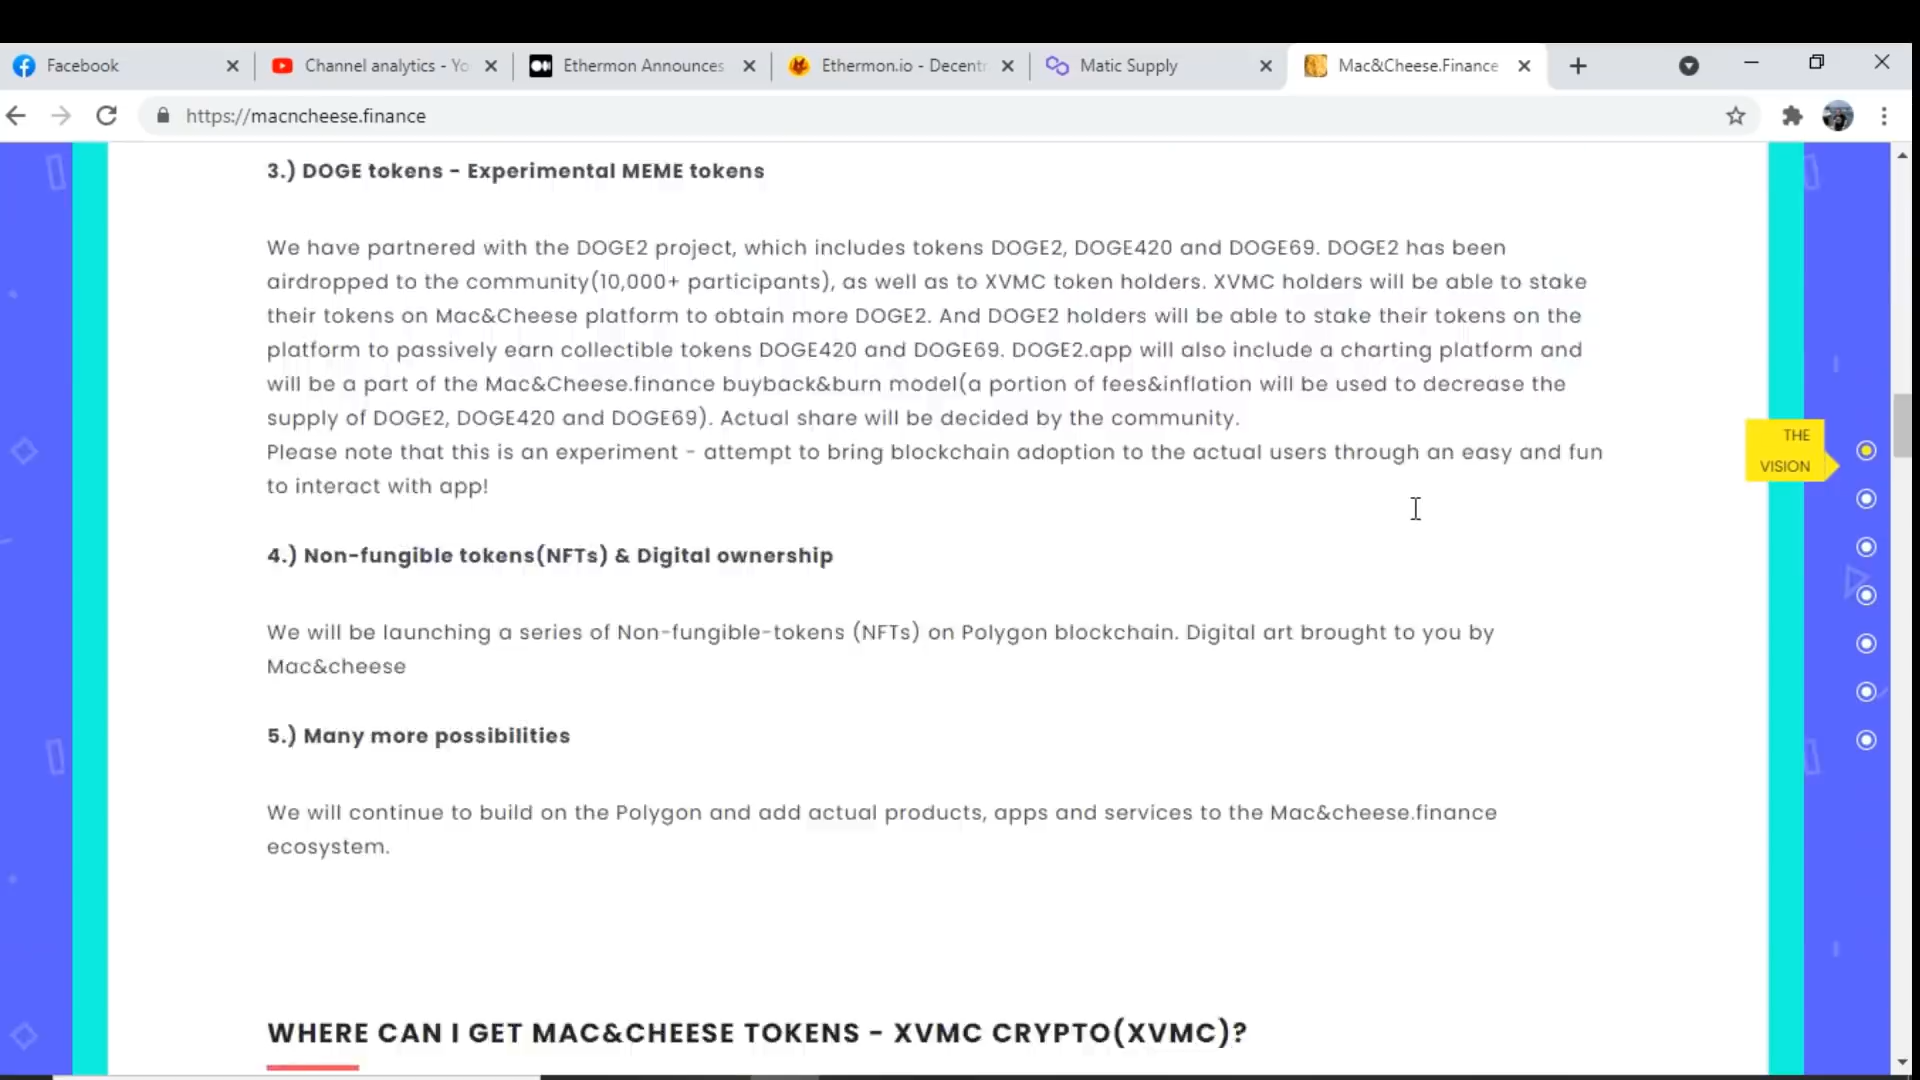 Facebook
Channel analytics - Yo
Ethermon Announces
Ethermon.io - Decentr
Matic Supply
Mac&Cheese.Finance
https://macncheese.finance
3.) DOGE tokens - Experimental MEME tokens
We have partnered with the DOGE2 project, which includes tokens DOGE2, DOGE420 and DOGE69. DOGE2 has been
airdropped to the community(10,000+ participants), as well as to XVMC token holders. XVMC holders will be able to stake
their tokens on Mac&Cheese platform to obtain more DOGE2. And DOGE2 holders will be able to stake their tokens on the
platform to passively earn collectible tokens DOGE420 and DOGE69. DOGE2.app will also include a charting platform and
will be a part of the Mac&Cheese.finance buyback&burn model(a portion of fees&inflation will be used to decrease the
supply of DOGE2, DOGE420 and DOGE69). Actual share will be decided by the community.
Please note that this is an experiment - attempt to bring blockchain adoption to the actual users through an easy and fun
to interact with app!
THE
VISION
4.) Non-fungible tokens(NFTs) & Digital ownership
We will be launching a series of Non-fungible-tokens (NFTs) on Polygon blockchain. Digital art brought to you by
Mac&cheese
5.) Many more possibilities
We will continue to build on the Polygon and add actual products, apps and services to the Mac&cheese.finance
ecosystem.
WHERE CAN I GET MAC&CHEESE TOKENS - XVMC CRYPTO(XVMC)?